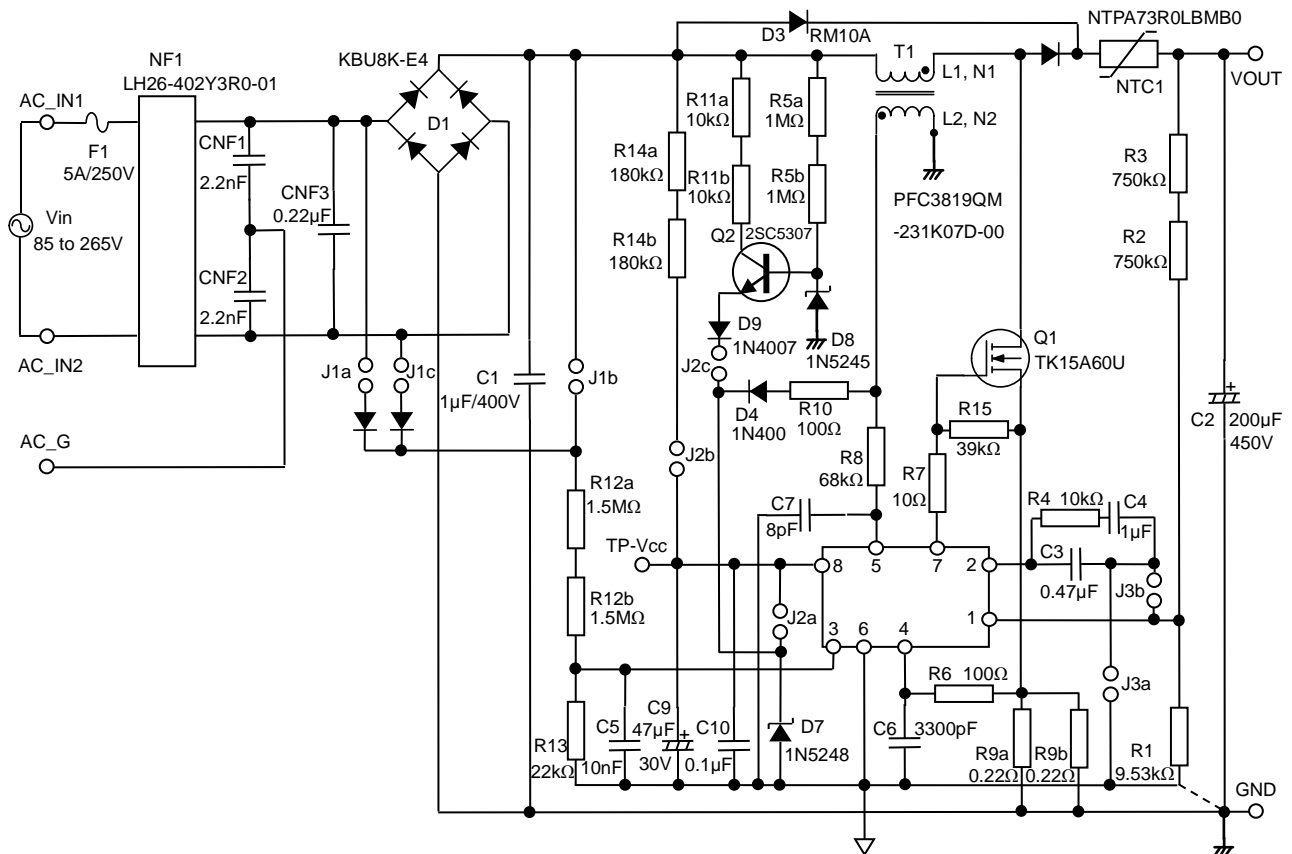 NTPA73R0LBMB0
D3
RM10A
NF1
LH26-402Y3R0-01
KBU8K-E4
T1
L1, N1
NTC1
VOUT
AC_IN1
R11a
10kΩ
R5a
1MΩ
L2, N2
F1
5A/250V
CNF1
2.2nF
D1
R14a
180kΩ
R11b
10kΩ
R5b
1MΩ
R3
750kΩ
CNF3
0.22µF
PFC3819QM
-231K07D-00
Vin
85 to 265V
R14b
180kΩ
Q2
2SC5307
R2
750kΩ
CNF2
2.2nF
D9
1N4007
D8
1N5245
Q1
TK15A60U
AC_IN2
J1a
J1c
C1
1µF/400V
J1b
J2c
D4
1N400
R10
100Ω
C2
200µF
450V
+
R15
39kΩ
AC_G
J2b
R8
68kΩ
R7
10Ω
R12a
1.5MΩ
C7
8pF
R4 10kΩ
C4
1µF
TP-Vcc
8
5
7
2
C3
0.47µF
J3b
R12b
1.5MΩ
J2a
3
6
4
1
R6 100Ω
J3a
R13
22kΩ
C5
10nF
C9
47µF
+
30V
C10
0.1µF
D7
1N5248
C6
3300pF
R9a
0.22Ω
R9b
0.22Ω
R1
9.53kΩ
GND